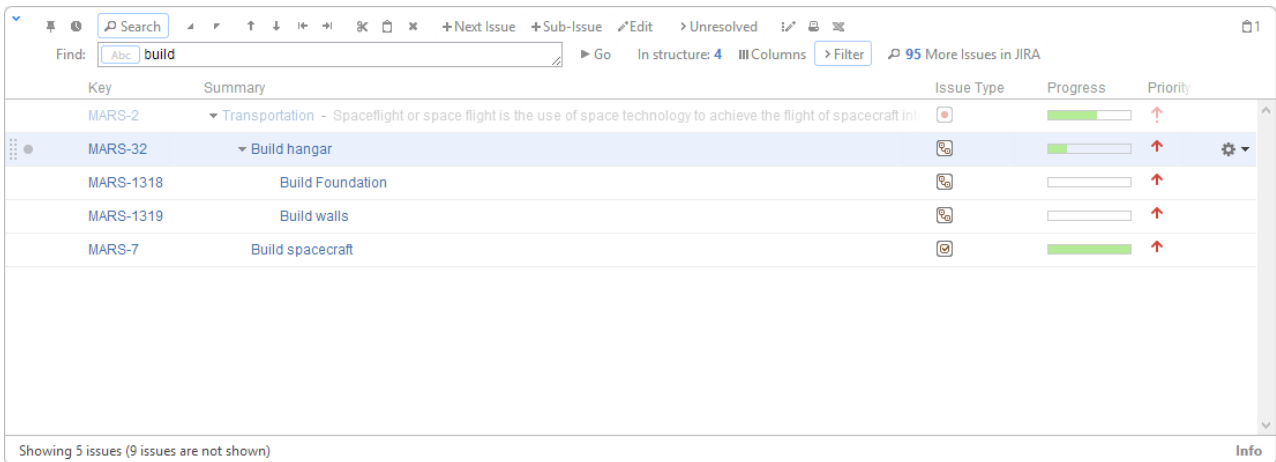 Search +Next Issue +Sub-Issue Edit >Unresolved 1
Find: Abc build Go In structure: 4 Columns >Filter 95 More Issues in JIRA
Key Summary Issue Type Progress Priority
MARS-2 Transportation - Spaceflight or space flight is the use of space technology to achieve the flight of spacecraft int
MARS-32 Build hangar
MARS-1318 Build Foundation
MARS-1319 Build walls
MARS-7 Build spacecraft
Showing 5 issues (9 issues are not shown) Info